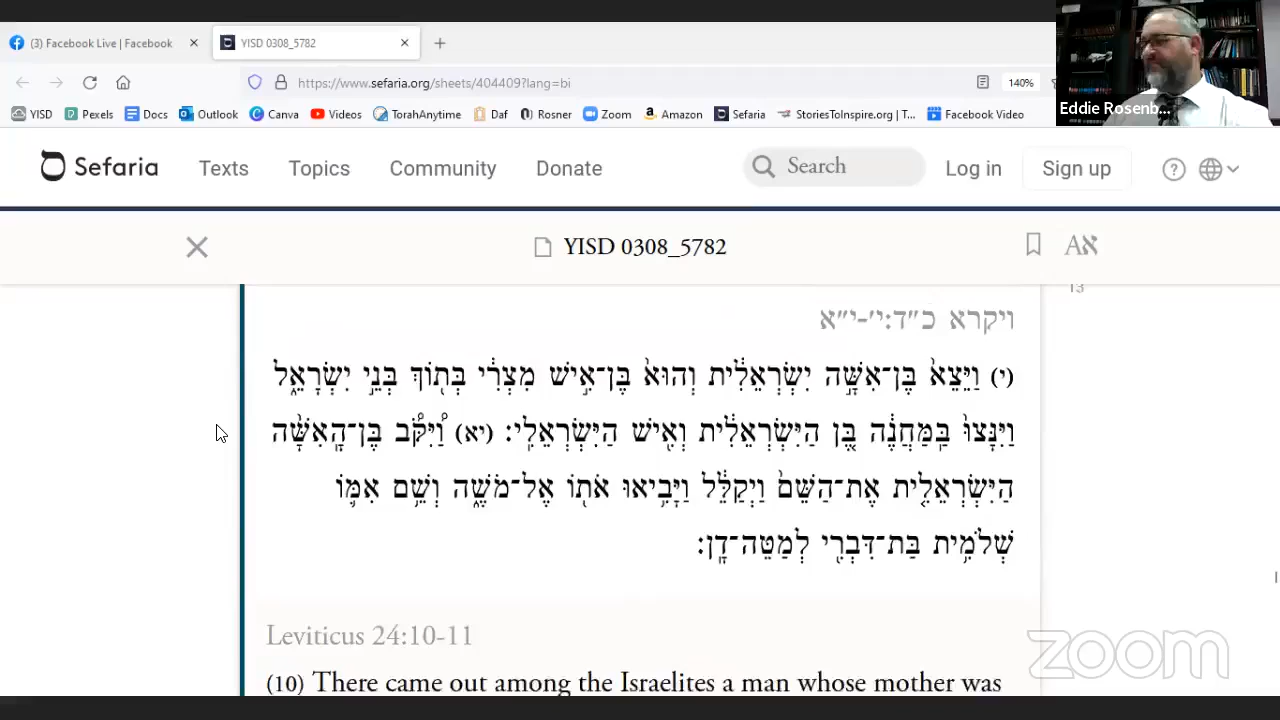 (3) Facebook Live | Facebook
YISD 0308_5782
https://www.sefaria.org/sheets/404409?lang=bi
140%
YISD Pexels Docs Outlook Canva Videos TorahAnytime Daf Rosner Zoom Amazon Sefaria StoriesToInspire.org | T... Facebook Video
Eddie Rosenb...
Sefaria Texts Topics Community Donate Search Log in Sign up
YISD 0308_5782
אA
13
ויקרא כ״ד:י׳-י״א
(י) וַיֵּצֵא֙ בֶּן־אִשָּׁ֣ה יִשְׂרְאֵלִ֔ית וְהוּא֙ בֶּן־אִ֣ישׁ מִצְרִ֔י בְּת֖וֹךְ בְּנֵ֣י יִשְׂרָאֵ֑ל
וַיִּנָּצוּ֙ בַּֽמַּחֲנֶ֔ה בֶּ֚ן הַיִּשְׂרְאֵלִ֔ית וְאִ֖ישׁ הַיִּשְׂרְאֵלִֽי׃ (יא) וַ֠יִּקֹּ֠ב בֶּן־הָֽאִשָּׁ֨ה
הַיִּשְׂרְאֵלִ֤ית אֶת־הַשֵּׁם֙ וַיְקַלֵּ֔ל וַיָּבִ֥יאוּ אֹת֖וֹ אֶל־מֹשֶׁ֑ה וְשֵׁ֥ם אִמּ֛וֹ
שְׁלֹמִ֥ית בַּת־דִּבְרִ֖י לְמַטֵּה־דָֽן׃
Leviticus 24:10-11
(10) There came out among the Israelites a man whose mother was
zoom